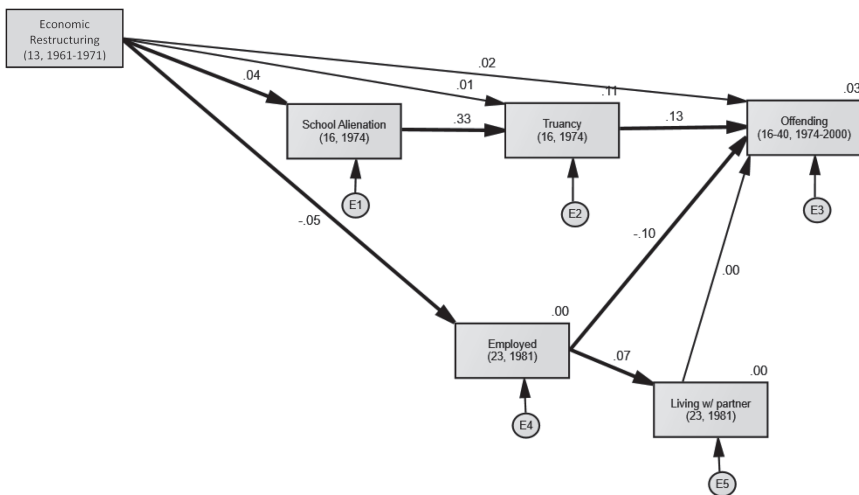 Economic
Restructuring
(13, 1961-1971)
.02
.04
.01
.11
.03
School Alienation
(16, 1974)
.33
Truancy
(16, 1974)
.13
Offending
(16-40, 1974-2000)
E1
E2
E3
-.05
-.10
.00
.00
Employed
(23, 1981)
.07
.00
Living w/ partner
(23, 1981)
E4
E5